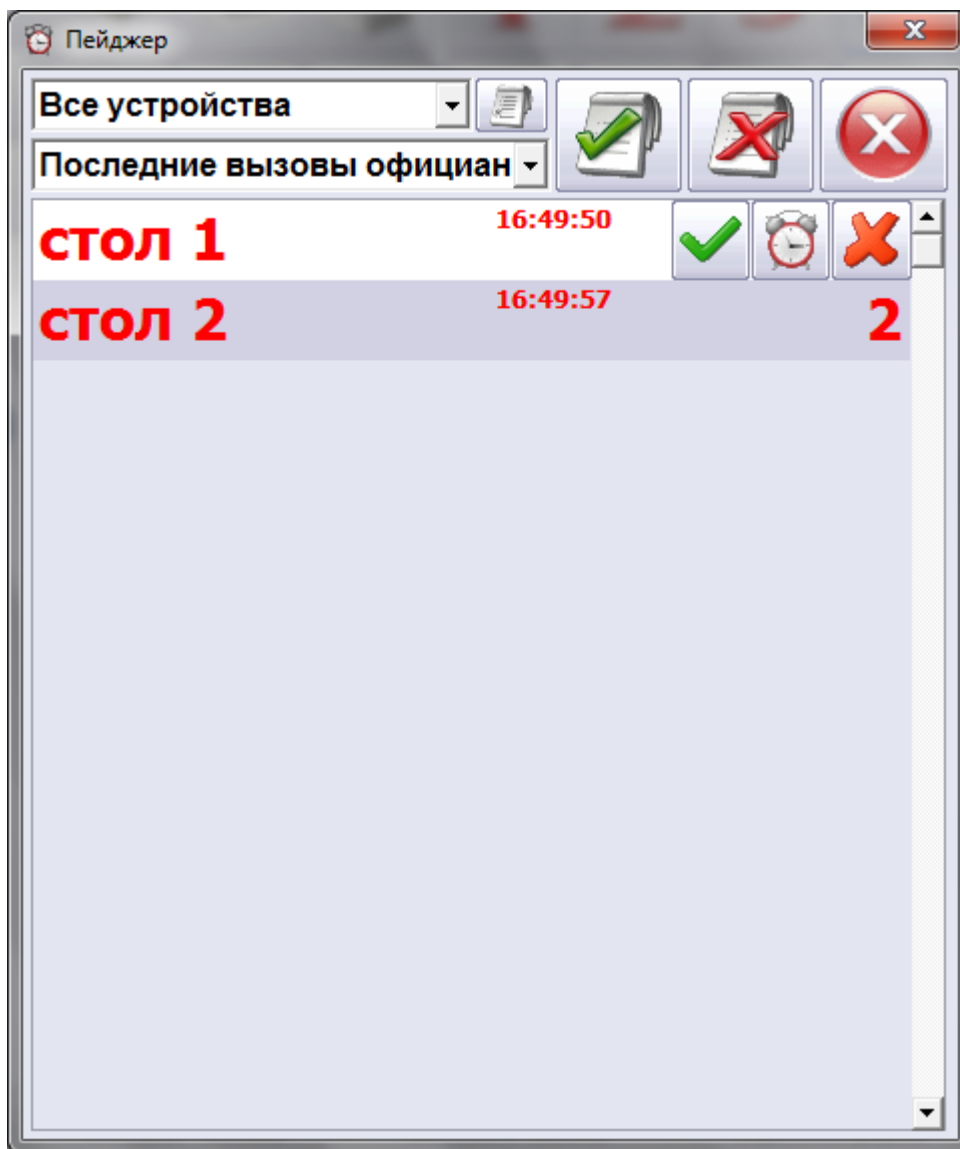 Пейджер
Все устройства
Последние вызовы официан
стол 1
16:49:50
стол 2
16:49:57
2